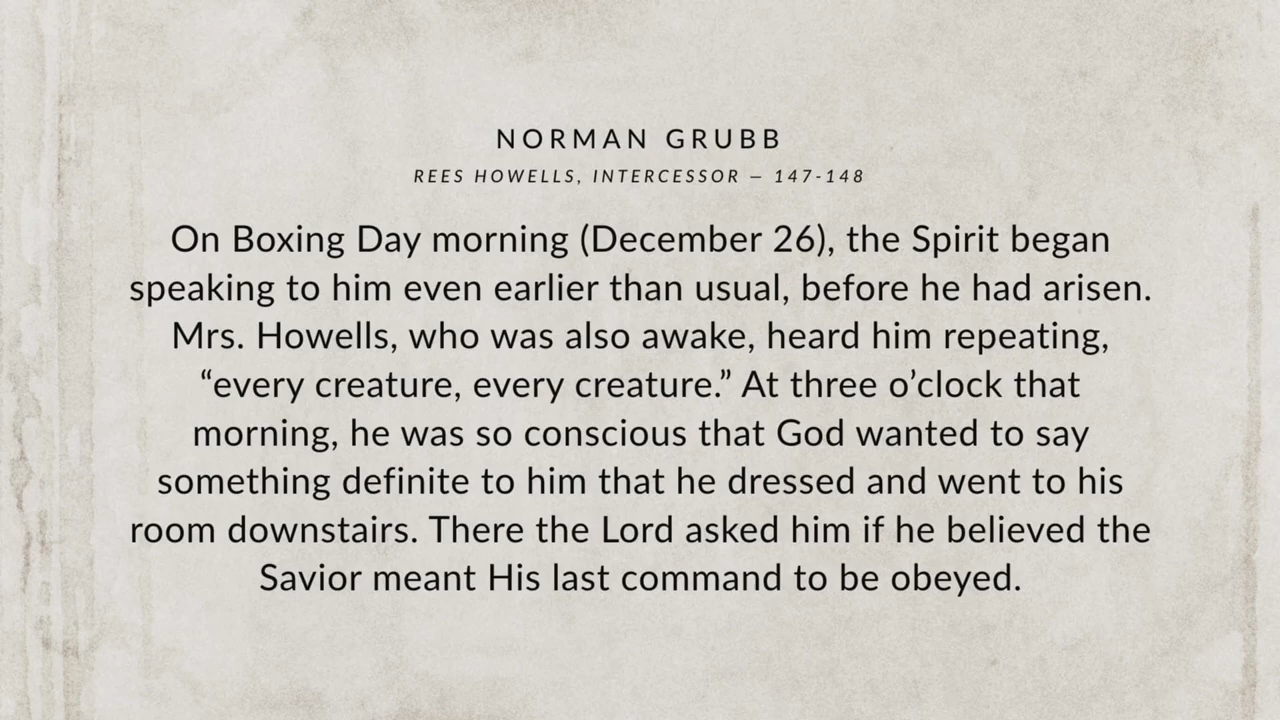 NORMAN GRUBB
REES HOWELLS, INTERCESSOR – 147-148
On Boxing Day morning (December 26), the Spirit began
speaking to him even earlier than usual, before he had arisen.
Mrs. Howells, who was also awake, heard him repeating,
“every creature, every creature.” At three o’clock that
morning, he was so conscious that God wanted to say
something definite to him that he dressed and went to his
room downstairs. There the Lord asked him if he believed the
Savior meant His last command to be obeyed.